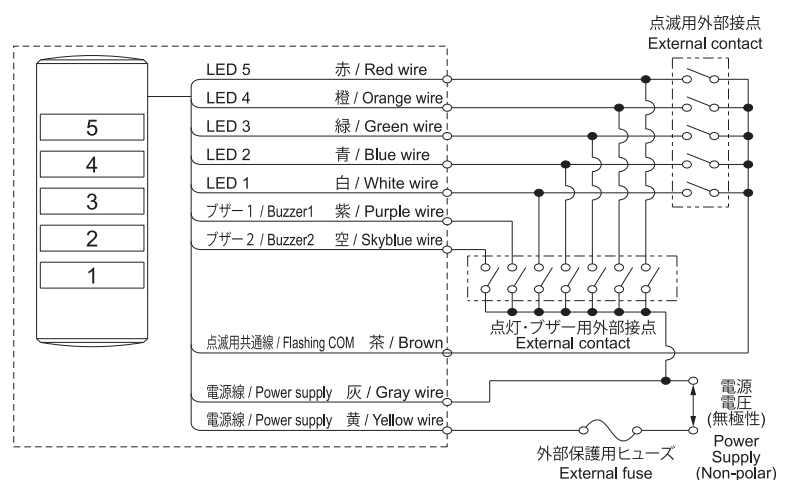 点滅用外部接点
External contact
LED 5 赤 / Red wire
LED 4 橙 / Orange wire
LED 3 緑 / Green wire
LED 2 青 / Blue wire
LED 1 白 / White wire
ブザー1 / Buzzer1 紫 / Purple wire
ブザー2 / Buzzer2 空 / Skyblue wire
5
4
3
2
1
点灯・ブザー用外部接点
External contact
点滅用共通線 / Flashing COM 茶 / Brown
電源線 / Power supply 灰 / Gray wire
電源線 / Power supply 黄 / Yellow wire
電源
電圧
(無極性)
Power
Supply
(Non-polar)
外部保護用ヒューズ
External fuse